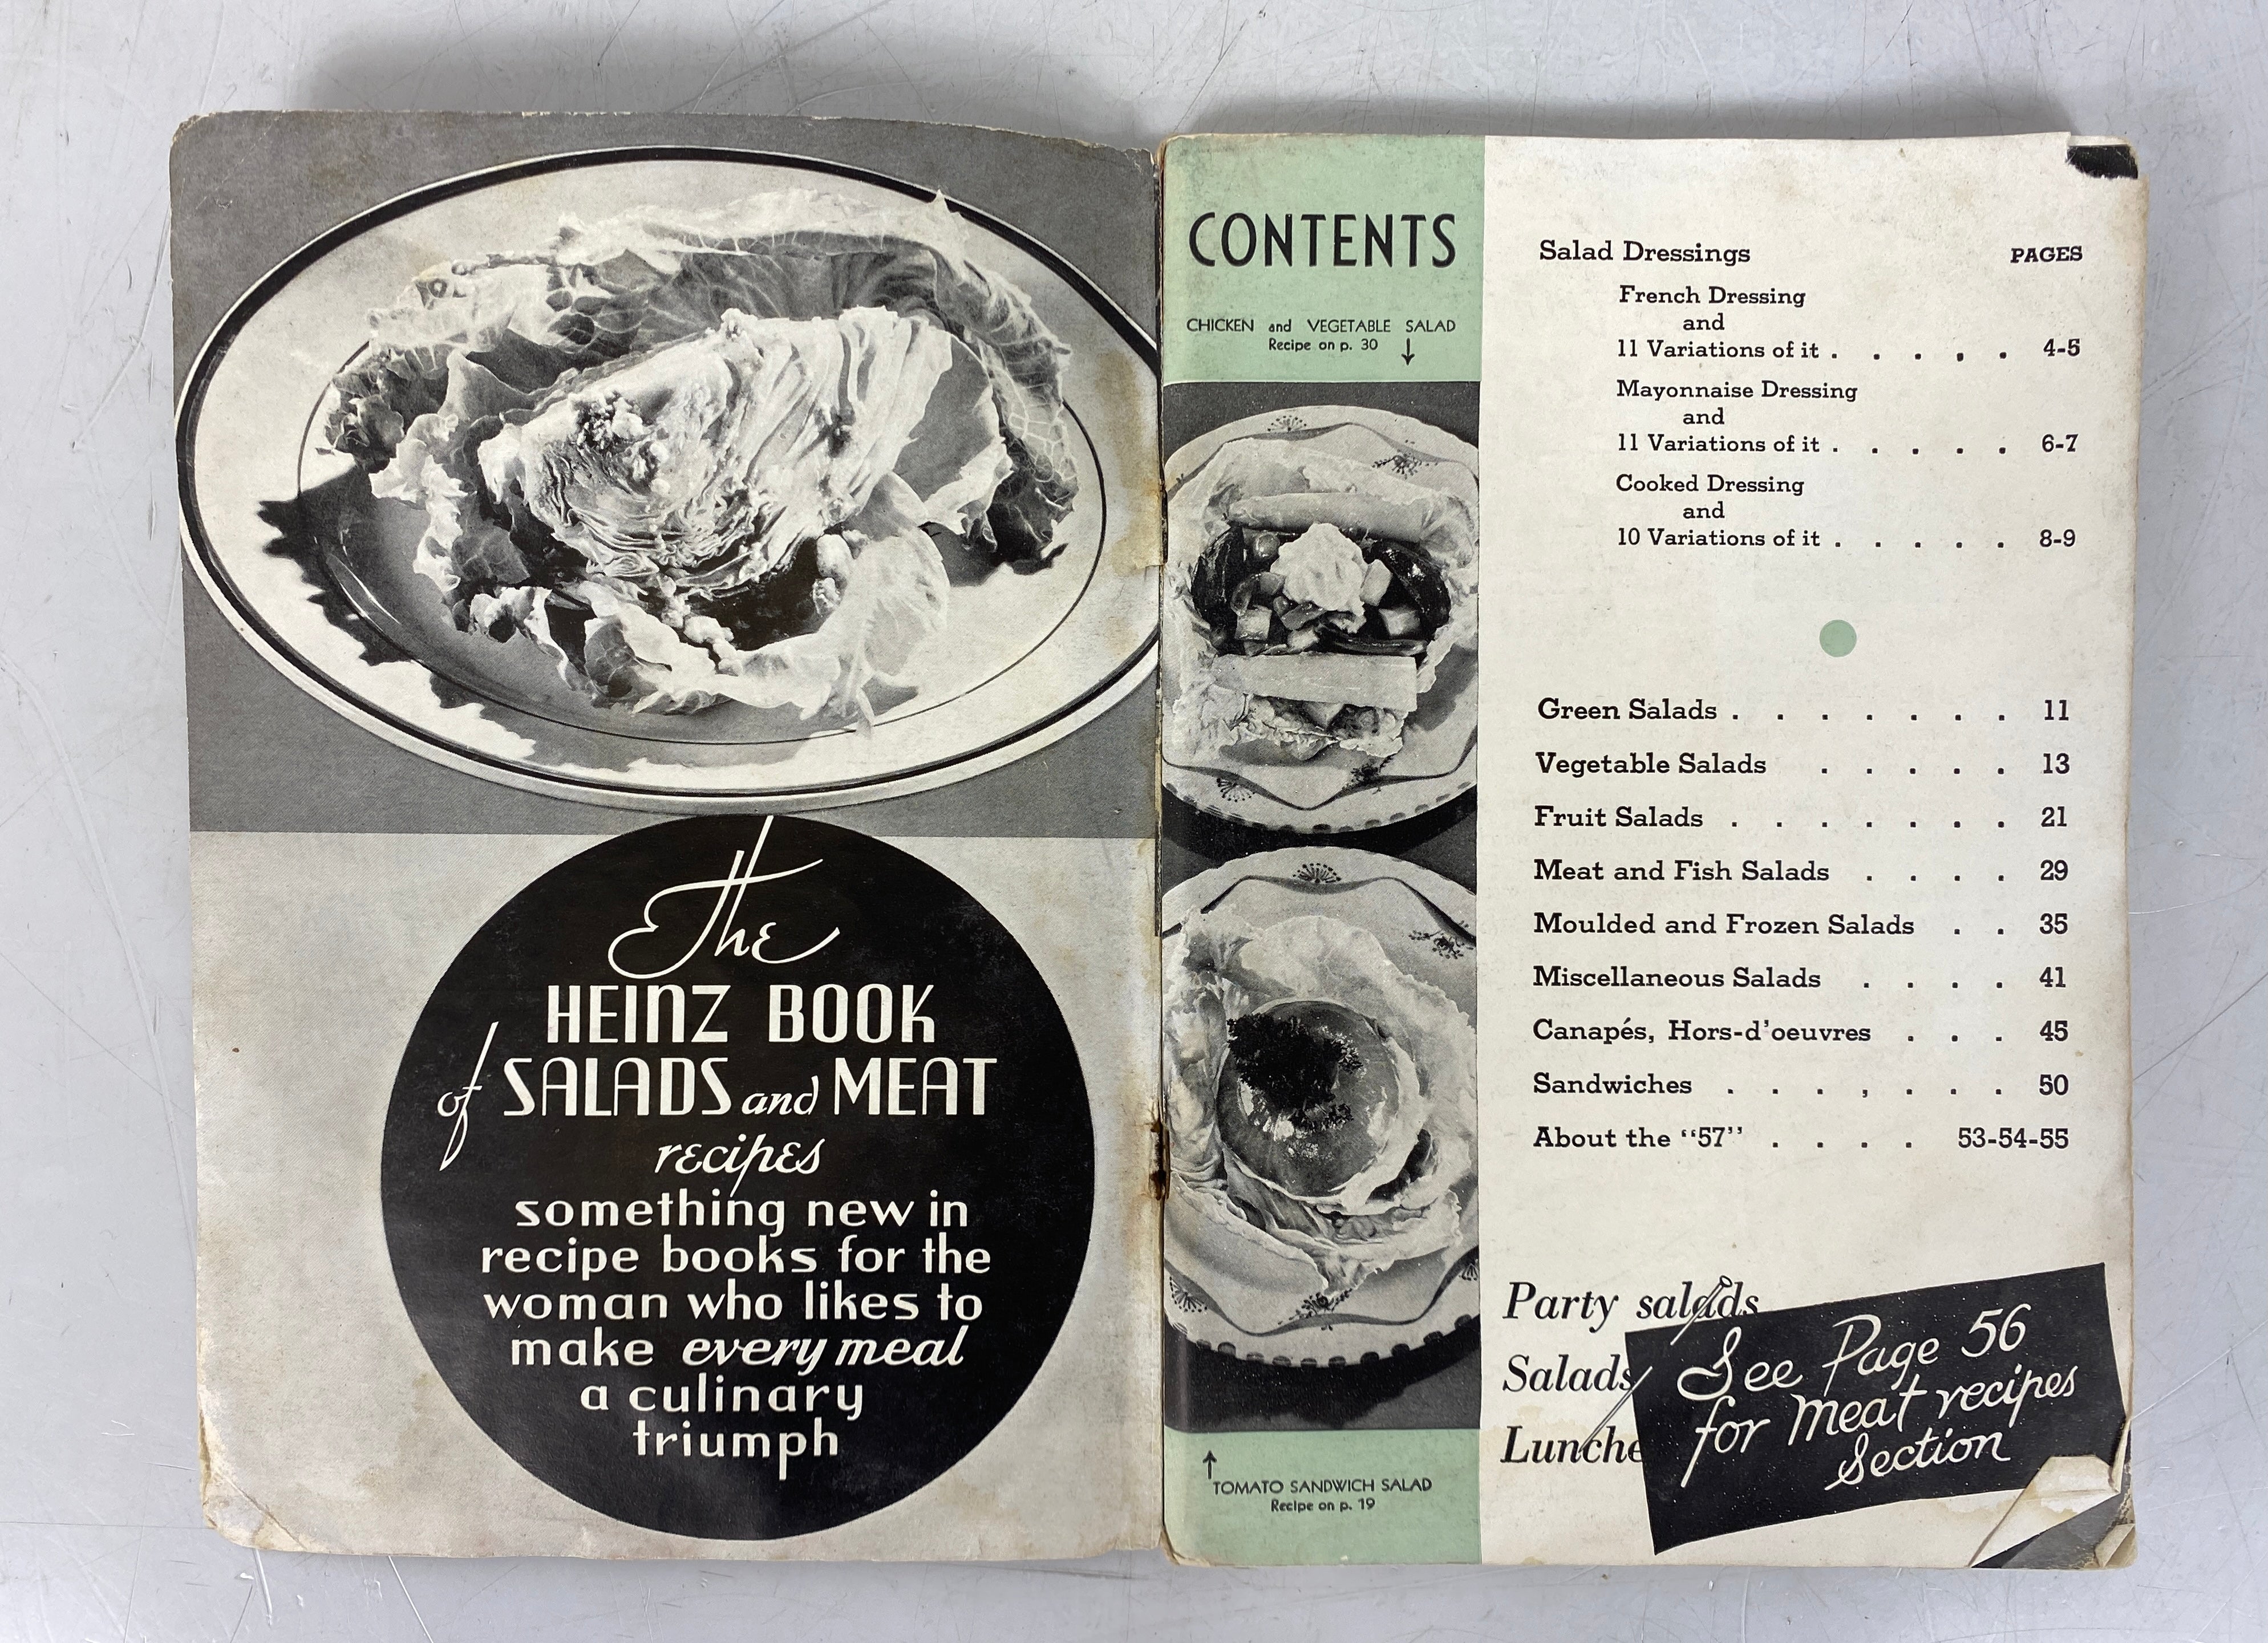 The
HEINZ BOOK
of SALADS and MEAT
recipes
something new in
recipe books for the
woman who likes to
make every meal
a culinary
triumph
CONTENTS
CHICKEN and VEGETABLE SALAD
Recipe on p. 30 ↓
↑
TOMATO SANDWICH SALAD
Recipe on p. 19
Salad Dressings PAGES
French Dressing
and
11 Variations of it . . . . . 4-5
Mayonnaise Dressing
and
11 Variations of it . . . . . 6-7
Cooked Dressing
and
10 Variations of it . . . . . 8-9
Green Salads . . . . . . . 11
Vegetable Salads . . . . . 13
Fruit Salads . . . . . . . 21
Meat and Fish Salads . . . . 29
Moulded and Frozen Salads . . 35
Miscellaneous Salads . . . . 41
Canapés, Hors-d'oeuvres . . . 45
Sandwiches . . . , . . . 50
About the "57" . . . . 53-54-55
Party salads
Salads
Lunche
See Page 56
for Meat recipes
Section